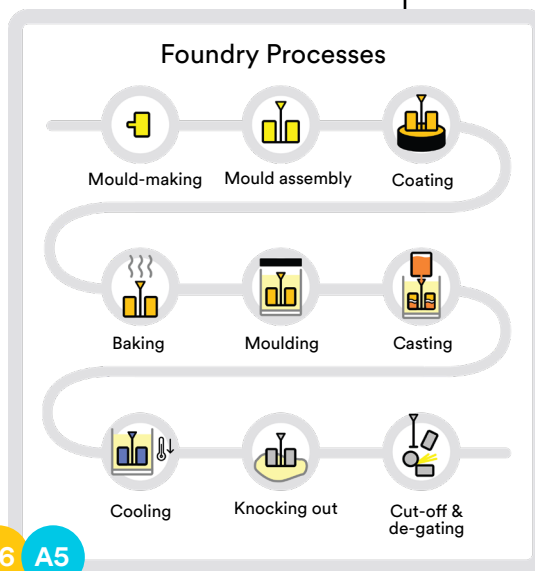 Foundry Processes
Mould-making
Mould assembly
Coating
Baking
Moulding
Casting
Cooling
Knocking out
Cut-off &
de-gating
6
A5